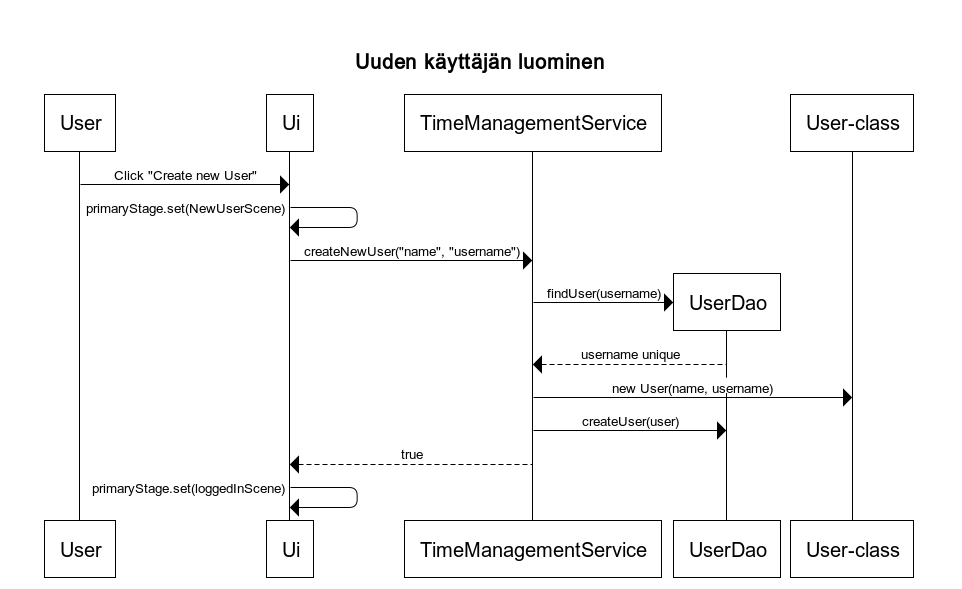 Uuden käyttäjän luominen
User
Ui
TimeManagementService
User-class
Click "Create new User"
primaryStage.set(NewUserScene)
createNewUser("name", "username")
findUser(username)
UserDao
username unique
new User(name, username)
createUser(user)
true
primaryStage.set(loggedInScene)
User
Ui
TimeManagementService
UserDao
User-class